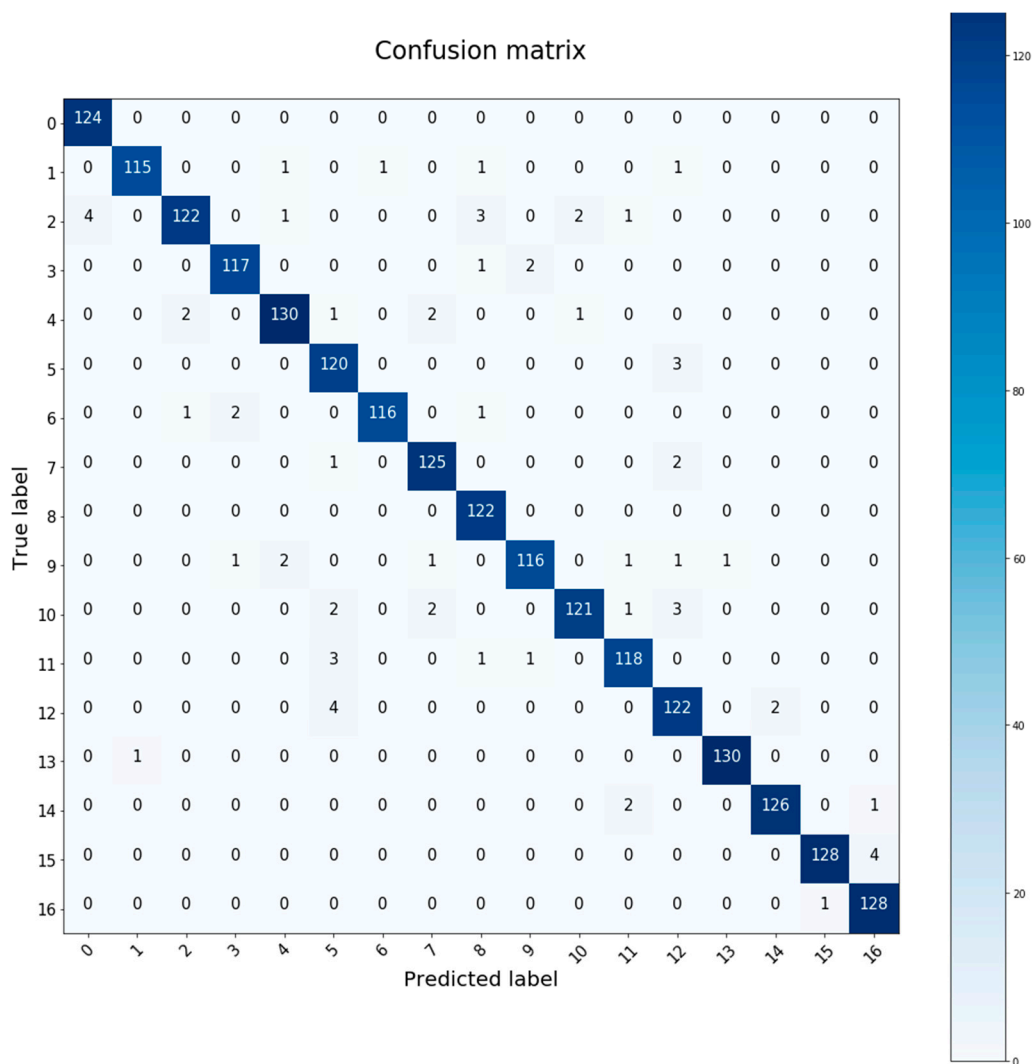 Confusion matrix
True label
0 124 0 0 0 0 0 0 0 0 0 0 0 0 0 0 0 0
1 0 115 0 0 1 0 1 0 1 0 0 0 1 0 0 0 0
2 4 0 122 0 1 0 0 0 3 0 2 1 0 0 0 0 0
3 0 0 0 117 0 0 0 0 1 2 0 0 0 0 0 0 0
4 0 0 2 0 130 1 0 2 0 0 1 0 0 0 0 0 0
5 0 0 0 0 0 120 0 0 0 0 0 0 3 0 0 0 0
6 0 0 1 2 0 0 116 0 1 0 0 0 0 0 0 0 0
7 0 0 0 0 0 1 0 125 0 0 0 0 2 0 0 0 0
8 0 0 0 0 0 0 0 0 122 0 0 0 0 0 0 0 0
9 0 0 0 1 2 0 0 1 0 116 0 1 1 1 0 0 0
10 0 0 0 0 0 2 0 2 0 0 121 1 3 0 0 0 0
11 0 0 0 0 0 3 0 0 1 1 0 118 0 0 0 0 0
12 0 0 0 0 0 4 0 0 0 0 0 0 122 0 2 0 0
13 0 1 0 0 0 0 0 0 0 0 0 0 0 130 0 0 0
14 0 0 0 0 0 0 0 0 0 0 0 2 0 0 126 0 1
15 0 0 0 0 0 0 0 0 0 0 0 0 0 0 0 128 4
16 0 0 0 0 0 0 0 0 0 0 0 0 0 0 0 1 128
0 1 2 3 4 5 6 7 8 9 10 11 12 13 14 15 16
Predicted label
120
100
80
60
40
20
0